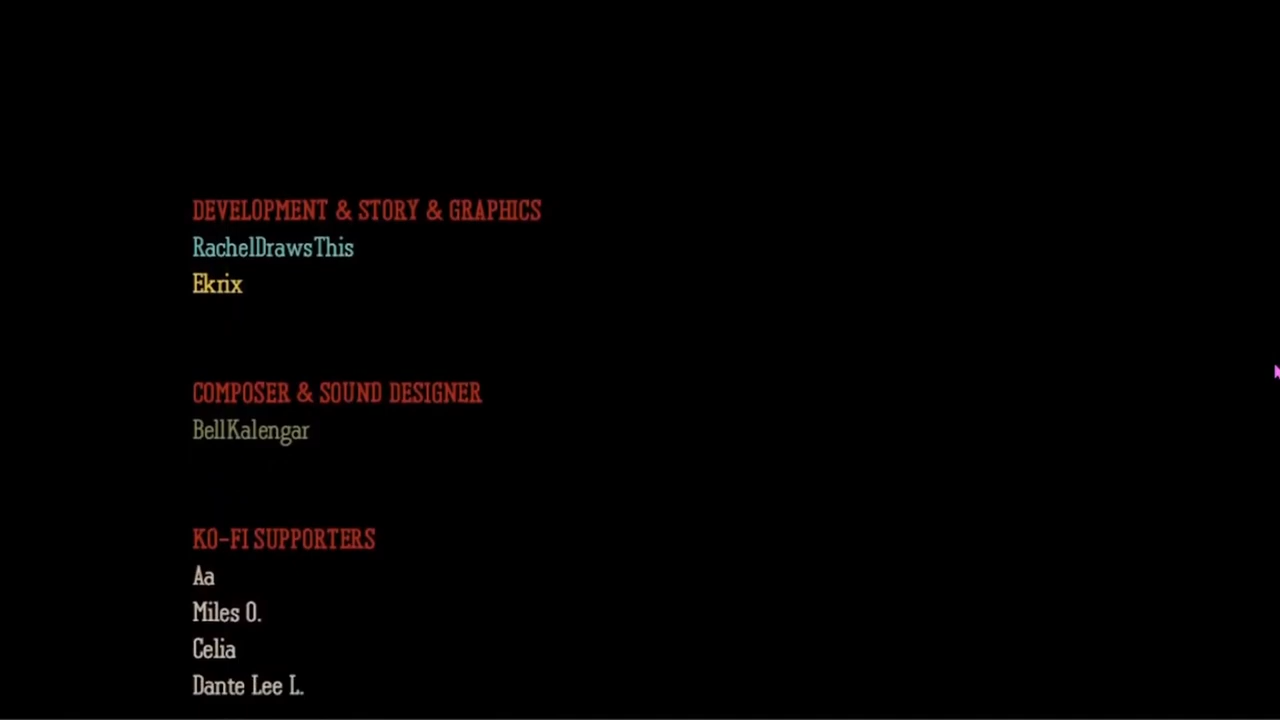 DEVELOPMENT & STORY & GRAPHICS
RachelDrawsThis
Ekrix
COMPOSER & SOUND DESIGNER
BellKalengar
KO-FI SUPPORTERS
Aa
Miles O.
Celia
Dante Lee L.